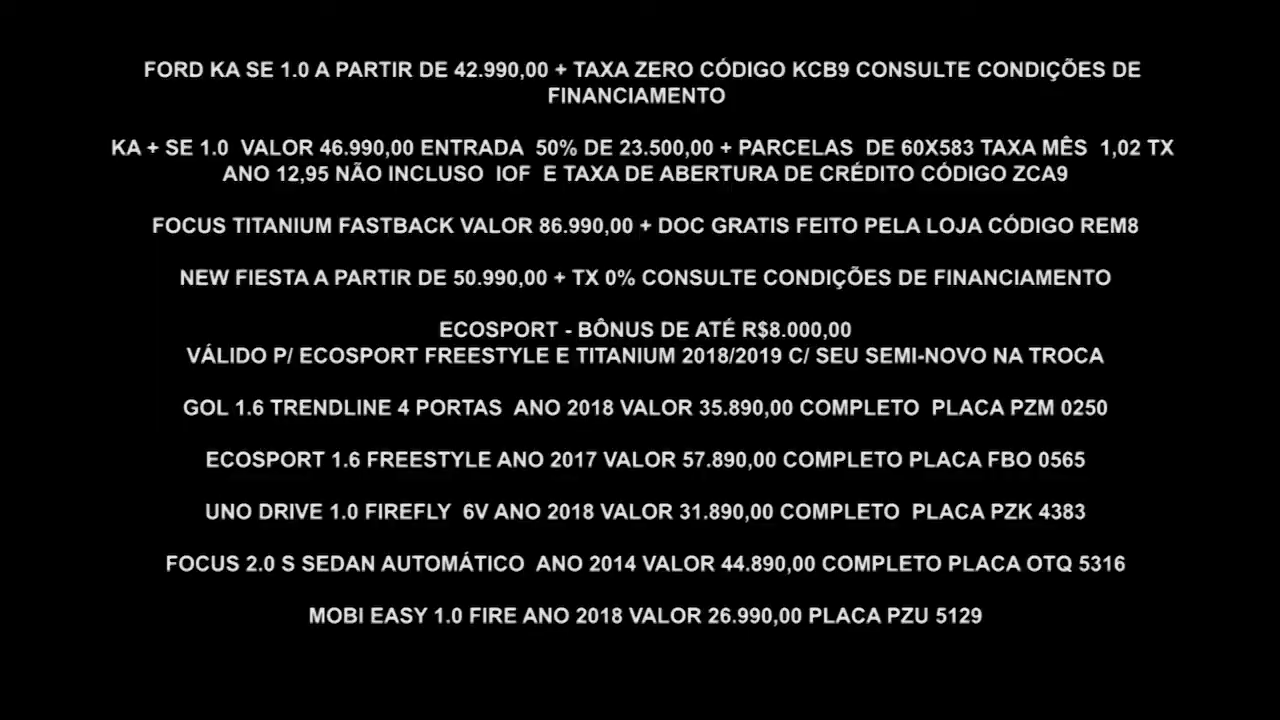 FORD KA SE 1.0 A PARTIR DE 42.990,00 + TAXA ZERO CÓDIGO KCB9 CONSULTE CONDIÇÕES DE
FINANCIAMENTO
KA + SE 1.0 VALOR 46.990,00 ENTRADA 50% DE 23.500,00 + PARCELAS DE 60X583 TAXA MÊS 1,02 TX
ANO 12,95 NÃO INCLUSO IOF E TAXA DE ABERTURA DE CRÉDITO CÓDIGO ZCA9
FOCUS TITANIUM FASTBACK VALOR 86.990,00 + DOC GRATIS FEITO PELA LOJA CÓDIGO REM8
NEW FIESTA A PARTIR DE 50.990,00 + TX 0% CONSULTE CONDIÇÕES DE FINANCIAMENTO
ECOSPORT - BÔNUS DE ATÉ R$8.000,00
VÁLIDO P/ ECOSPORT FREESTYLE E TITANIUM 2018/2019 C/ SEU SEMI-NOVO NA TROCA
GOL 1.6 TRENDLINE 4 PORTAS ANO 2018 VALOR 35.890,00 COMPLETO PLACA PZM 0250
ECOSPORT 1.6 FREESTYLE ANO 2017 VALOR 57.890,00 COMPLETO PLACA FBO 0565
UNO DRIVE 1.0 FIREFLY 6V ANO 2018 VALOR 31.890,00 COMPLETO PLACA PZK 4383
FOCUS 2.0 S SEDAN AUTOMÁTICO ANO 2014 VALOR 44.890,00 COMPLETO PLACA OTQ 5316
MOBI EASY 1.0 FIRE ANO 2018 VALOR 26.990,00 PLACA PZU 5129